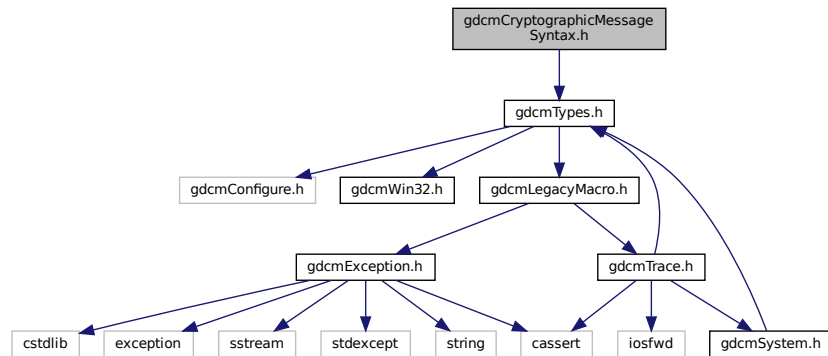 gdcmCryptographicMessage
Syntax.h
gdcmTypes.h
gdcmConfigure.h
gdcmWin32.h
gdcmLegacyMacro.h
gdcmException.h
gdcmTrace.h
cstdlib
exception
sstream
stdexcept
string
cassert
iosfwd
gdcmSystem.h